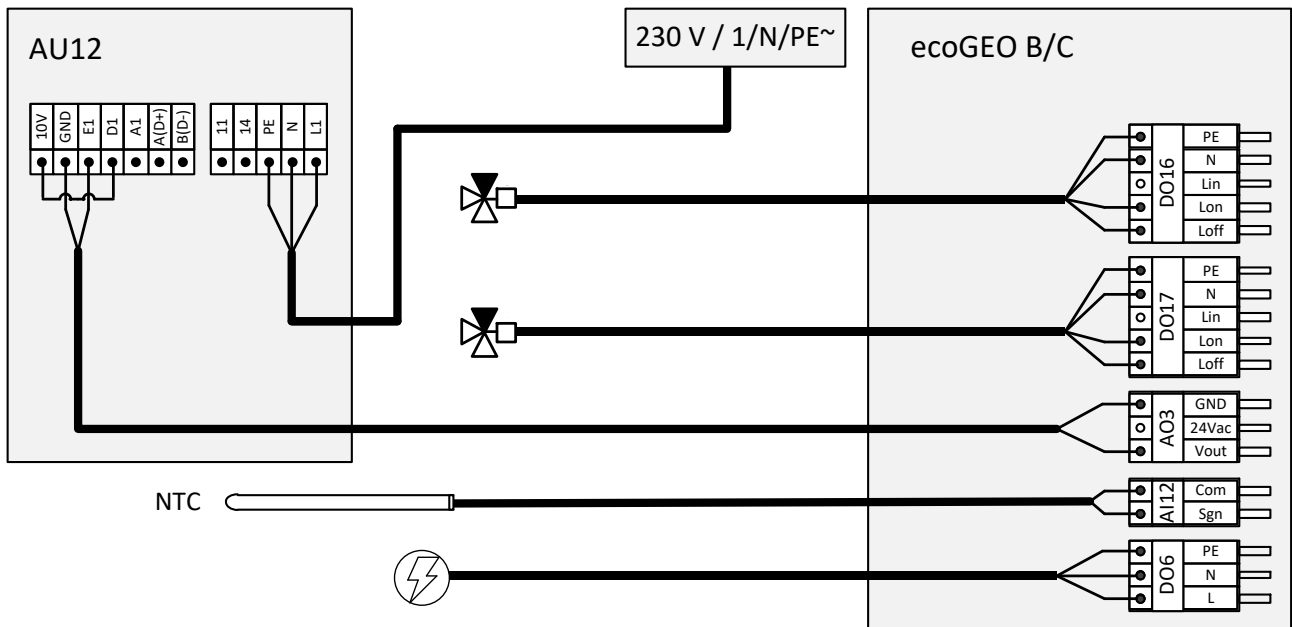 AU12
230 V / 1/N/PE~
ecoGEO B/C
10V
GND
E1
D1
A1
A(D+)
B(D-)
11
14
PE
N
L1
DO16
PE
N
Lin
Lon
Loff
DO17
PE
N
Lin
Lon
Loff
AO3
GND
24Vac
Vout
NTC
AI12
Com
Sgn
DO6
PE
N
L